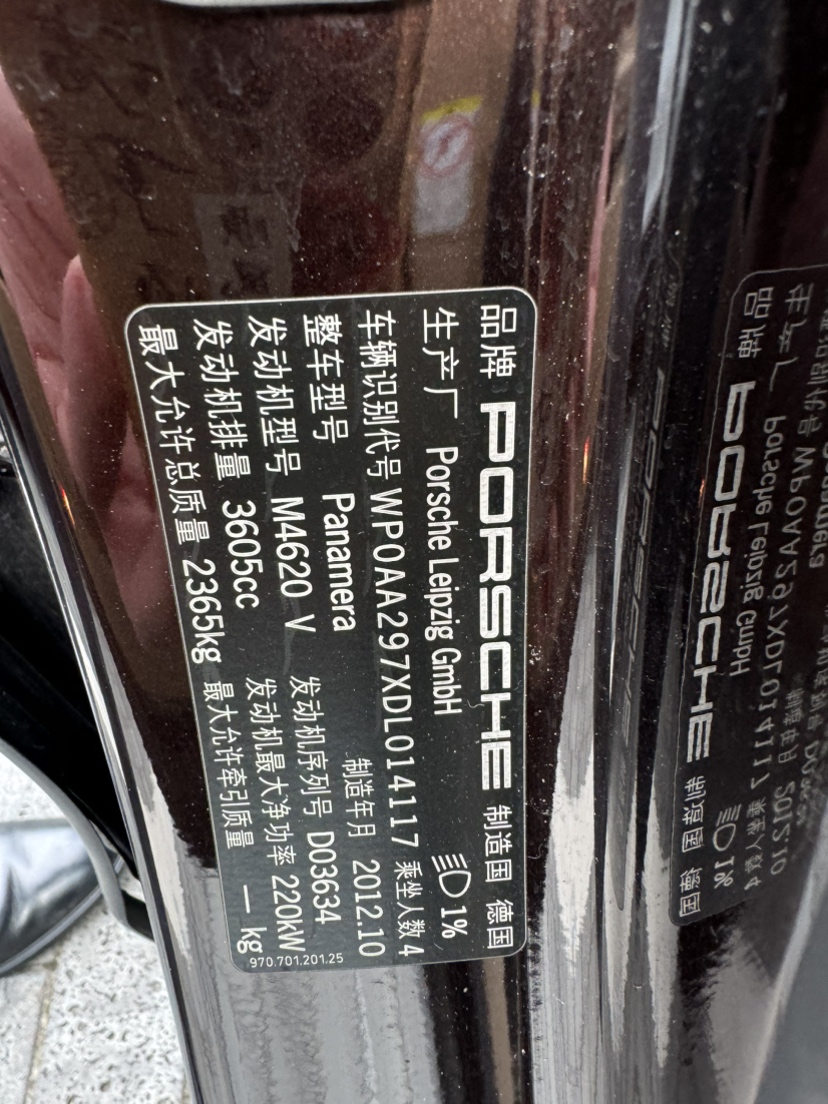 品牌 PORSCHE 制造国 德国
生产厂 Porsche Leipzig GmbH 1%
车辆识别代号 WP0AA297XDL014117 乘坐人数 4
整车型号 Panamera 制造年月 2012.10
发动机型号 M4620 V 发动机序列号 D03634
发动机排量 3605cc 发动机最大净功率 220kW
最大允许总质量 2365kg 最大允许牵引质量 — kg
970.701.201.25